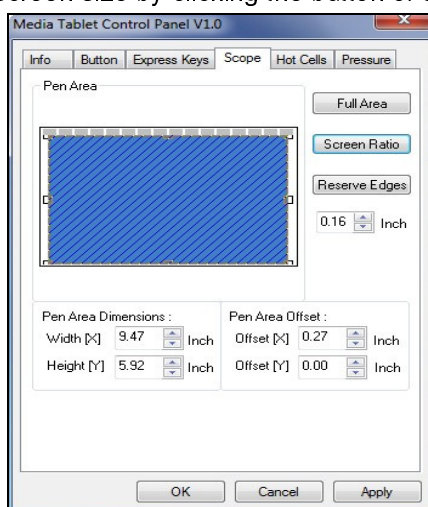 screen size by clicking the button of
Media Tablet Control Panel V1.0
Info Button Express Keys Scope Hot Cells Pressure
Pen Area
Full Area
Screen Ratio
Reserve Edges
0.16 Inch
Pen Area Dimensions :
Width [X] 9.47 Inch
Height [Y] 5.92 Inch
Pen Area Offset :
Offset [X] 0.27 Inch
Offset [Y] 0.00 Inch
OK Cancel Apply